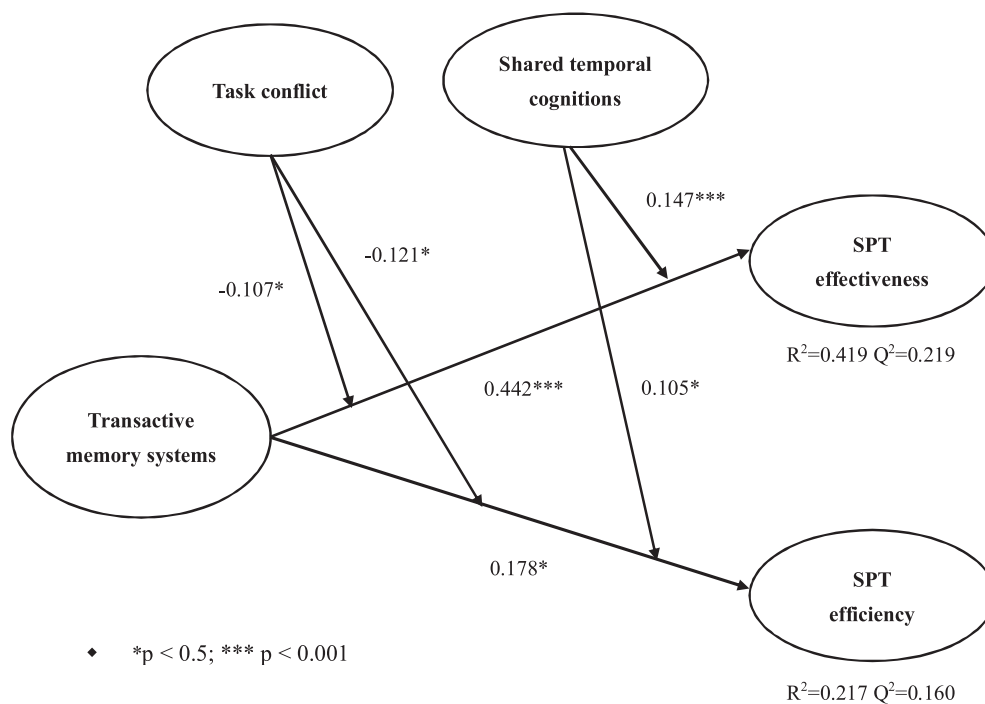 Task conflict
Shared temporal
cognitions
0.147***
-0.121*
-0.107*
SPT
effectiveness
R²=0.419 Q²=0.219
0.442***
0.105*
Transactive
memory systems
0.178*
SPT
efficiency
R²=0.217 Q²=0.160
◆ *p < 0.5; *** p < 0.001